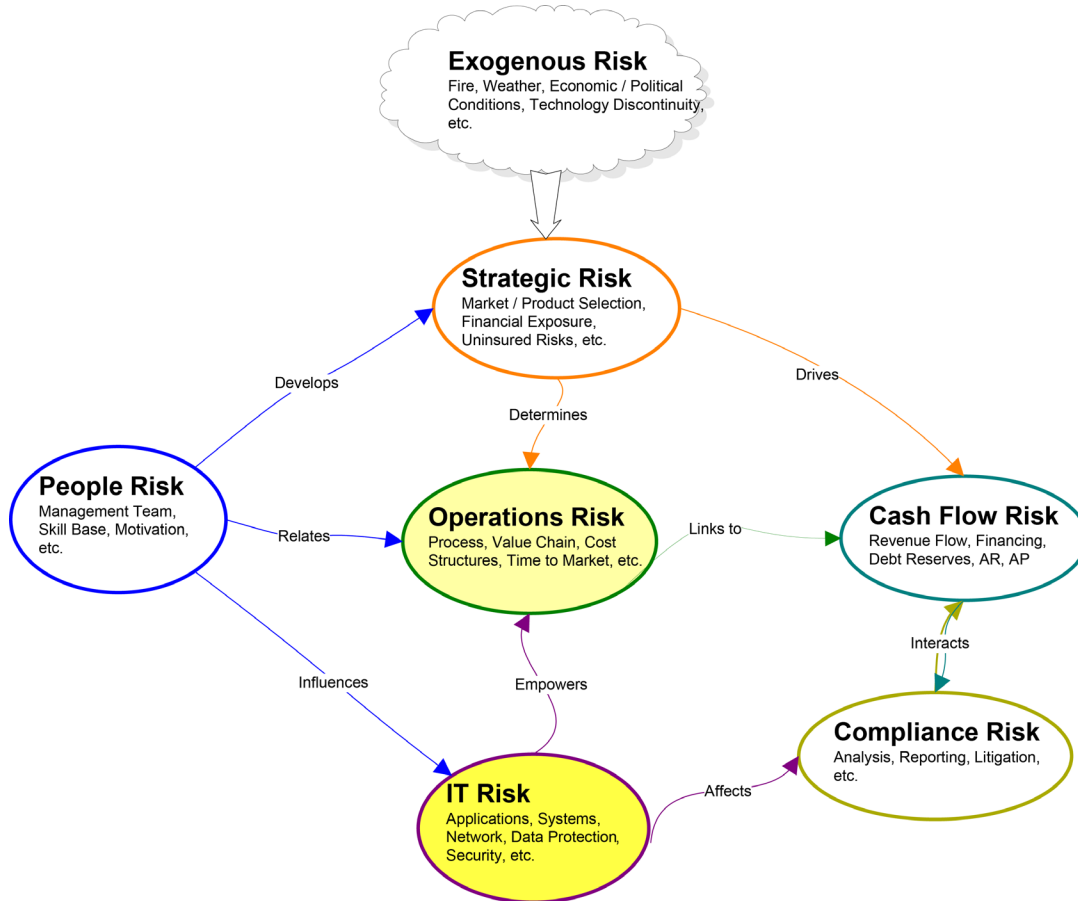 Exogenous Risk
Fire, Weather, Economic / Political
Conditions, Technology Discontinuity,
etc.
Strategic Risk
Market / Product Selection,
Financial Exposure,
Uninsured Risks, etc.
Develops
Determines
Drives
People Risk
Management Team,
Skill Base, Motivation,
etc.
Relates
Operations Risk
Process, Value Chain, Cost
Structures, Time to Market, etc.
Links to
Cash Flow Risk
Revenue Flow, Financing,
Debt Reserves, AR, AP
Influences
Empowers
Interacts
IT Risk
Applications, Systems,
Network, Data Protection,
Security, etc.
Affects
Compliance Risk
Analysis, Reporting, Litigation,
etc.